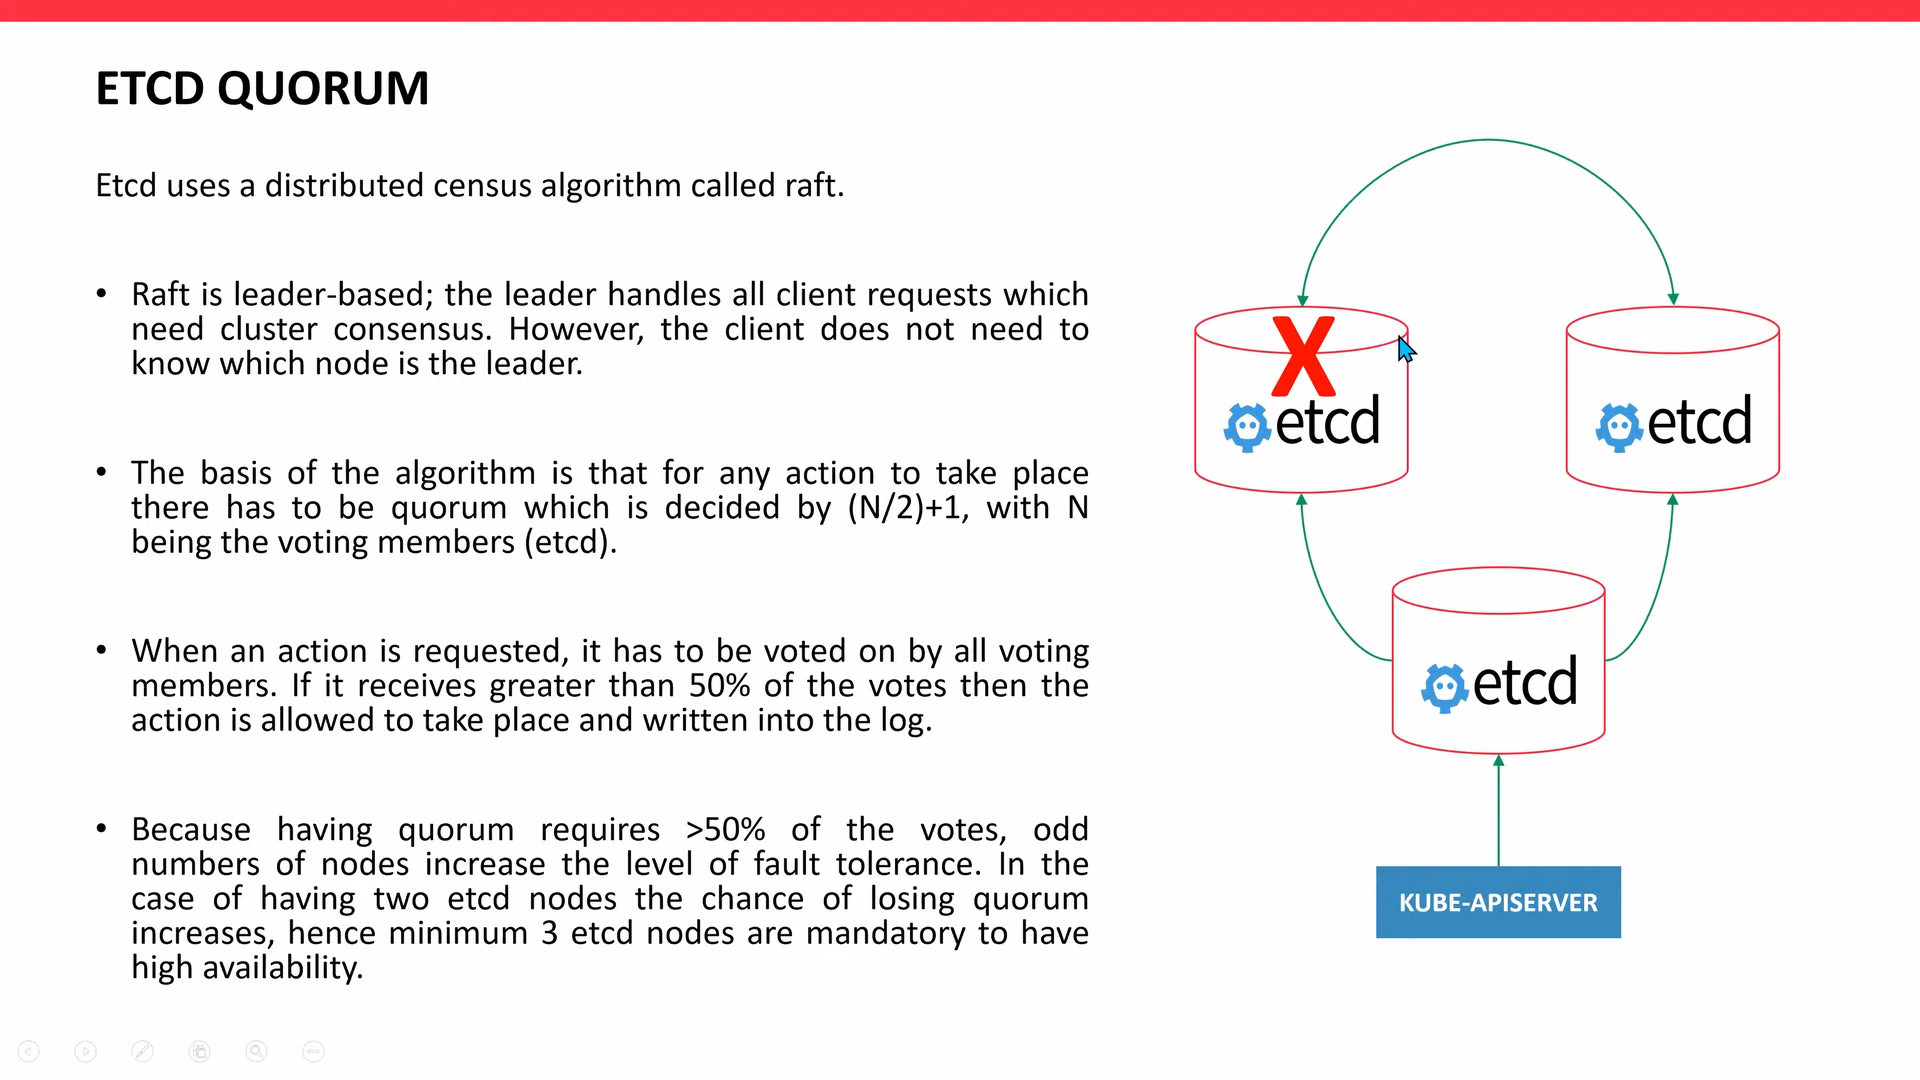 ETCD QUORUM
Etcd uses a distributed census algorithm called raft.
• Raft is leader-based; the leader handles all client requests which
need cluster consensus. However, the client does not need to
know which node is the leader.
• The basis of the algorithm is that for any action to take place
there has to be quorum which is decided by (N/2)+1, with N
being the voting members (etcd).
• When an action is requested, it has to be voted on by all voting
members. If it receives greater than 50% of the votes then the
action is allowed to take place and written into the log.
• Because having quorum requires >50% of the votes, odd
numbers of nodes increase the level of fault tolerance. In the
case of having two etcd nodes the chance of losing quorum
increases, hence minimum 3 etcd nodes are mandatory to have
high availability.
X
etcd
etcd
etcd
KUBE-APISERVER